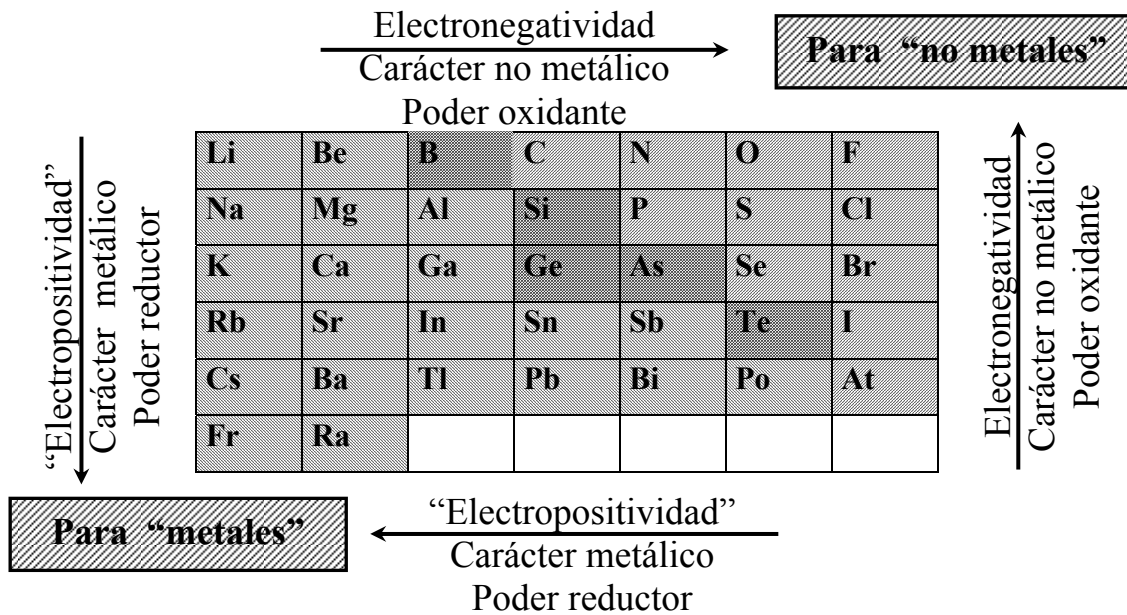 Electronegatividad
Carácter no metálico
Poder oxidante
Para “no metales”
“Electropositividad”
Carácter metálico
Poder reductor
Li Be B C N O F
Na Mg Al Si P S Cl
K Ca Ga Ge As Se Br
Rb Sr In Sn Sb Te I
Cs Ba Tl Pb Bi Po At
Fr Ra
Electronegatividad
Carácter no metálico
Poder oxidante
Para “metales”
“Electropositividad”
Carácter metálico
Poder reductor